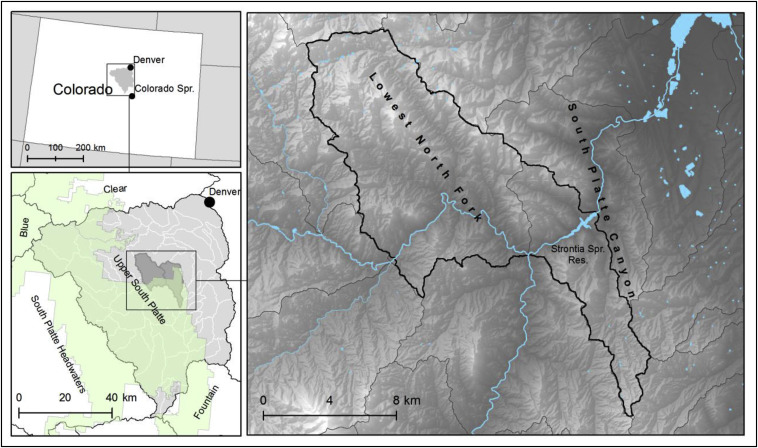 Denver
Colorado
Colorado Spr.
0 100 200 km
Clear
Denver
Blue
Upper South Platte
South Platte Headwaters
Fountain
0 20 40 km
Lowest North Fork
South Platte Canyon
Strontia Spr.
Res.
0 4 8 km